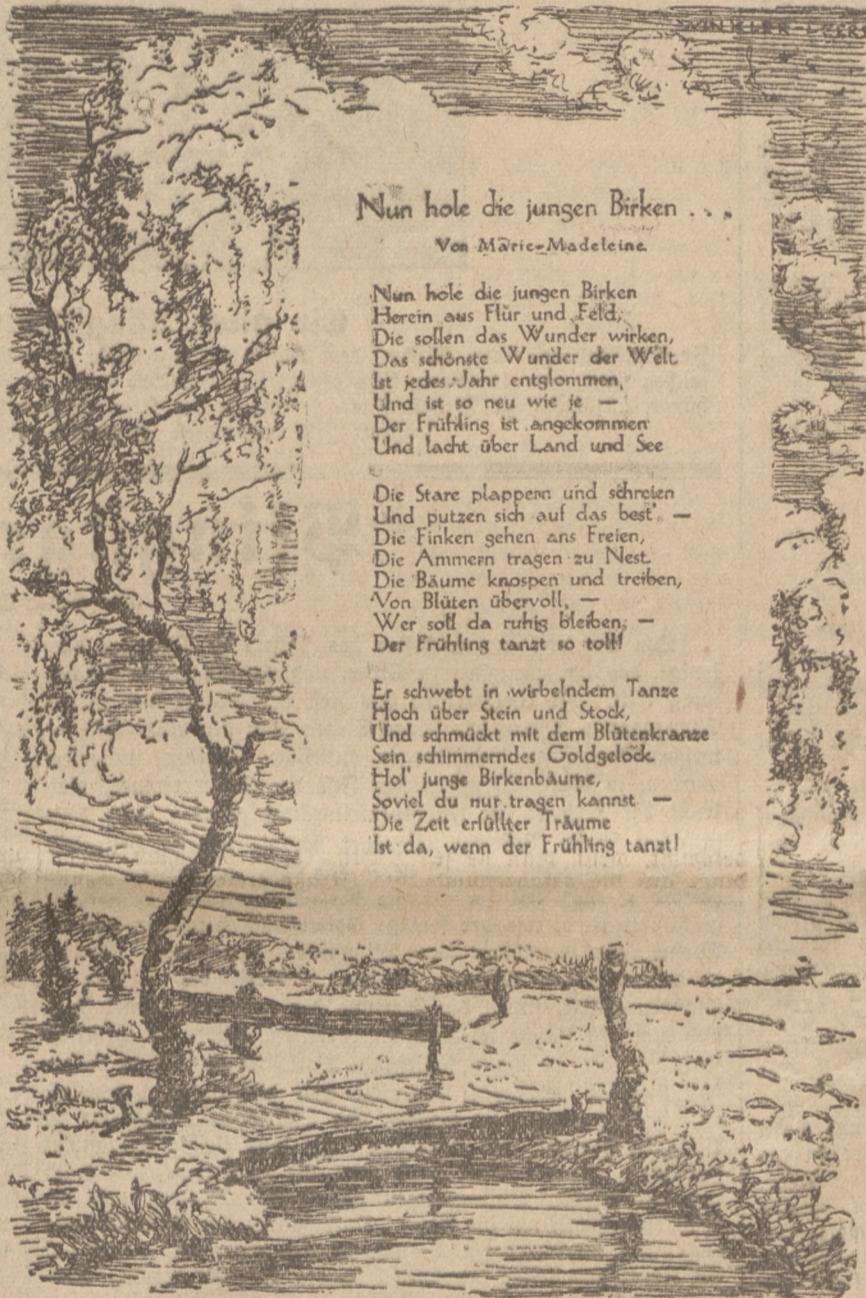 WINKLER-LEER
Nun hole die jungen Birken . . .
Von Marie-Madeleine.
Nun hole die jungen Birken
Herein aus Flur und Feld,
Die sollen das Wunder wirken,
Das schönste Wunder der Welt
Ist jedes Jahr entglommen,
Und ist so neu wie je —
Der Frühling ist angekommen
Und lacht über Land und See
Die Stare plappern und schreien
Und putzen sich auf das best'. —
Die Finken gehen ans Freien,
Die Ammern tragen zu Nest.
Die Bäume knospen und treiben,
Von Blüten übervoll, —
Wer soll da ruhig bleiben, —
Der Frühling tanzt so toll!
Er schwebt in wirbelndem Tanze
Hoch über Stein und Stock,
Und schmückt mit dem Blütenkranze
Sein schimmerndes Goldgelock.
Hol' junge Birkenbäume,
Soviel du nur tragen kannst —
Die Zeit erfüllter Träume
Ist da, wenn der Frühling tanzt!